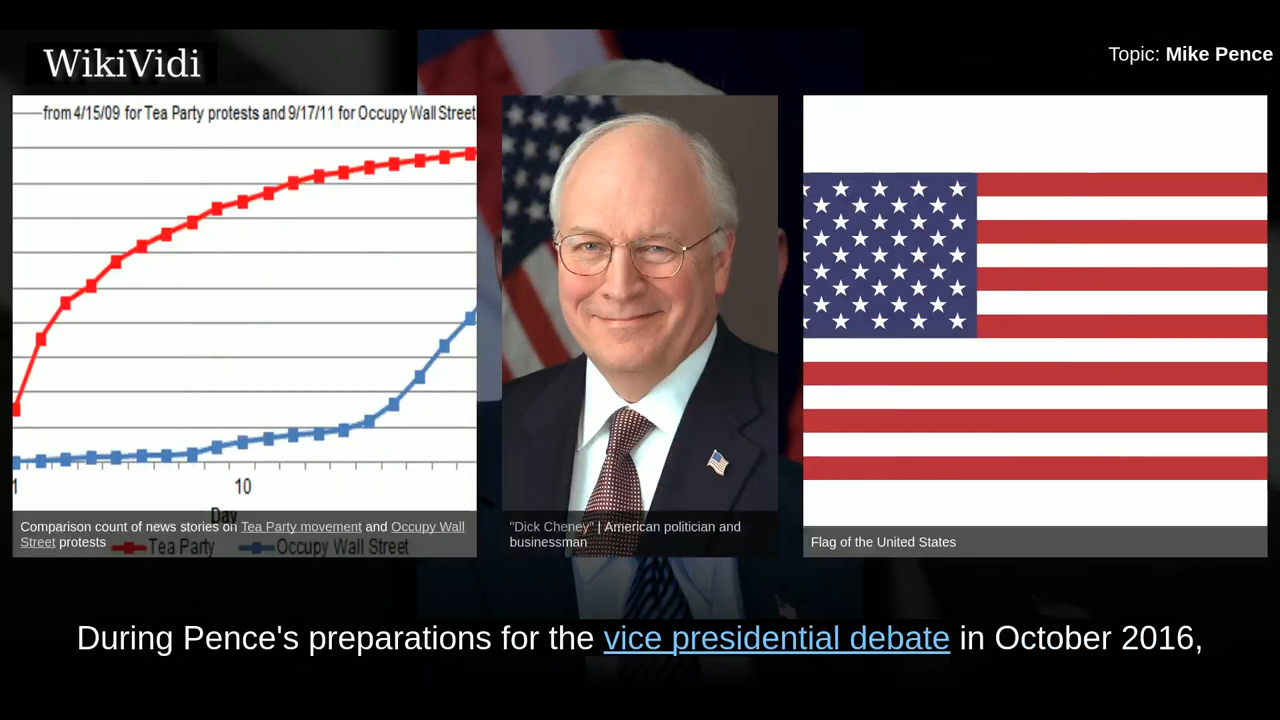 WikiVidi
Topic: Mike Pence
from 4/15/09 for Tea Party protests and 9/17/11 for Occupy Wall Street
1
10
Day
Comparison count of news stories on Tea Party movement and Occupy Wall
Street protests
Tea Party
Occupy Wall Street
"Dick Cheney" | American politician and
businessman
Flag of the United States
During Pence's preparations for the vice presidential debate in October 2016,